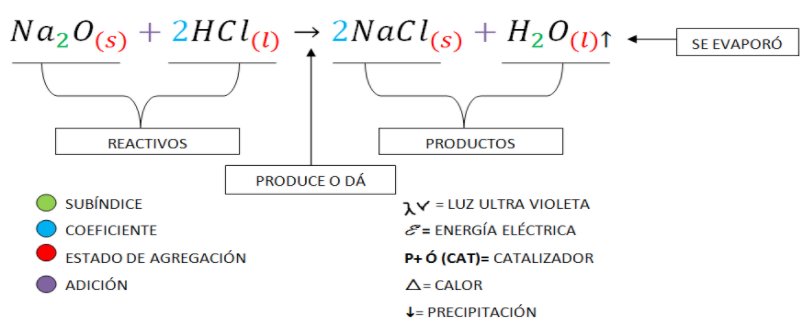 Na₂O(s) + 2HCl(l) → 2NaCl(s) + H₂O(l)↑
SE EVAPORÓ
REACTIVOS
PRODUCTOS
PRODUCE O DÁ
SUBÍNDICE
COEFICIENTE
ESTADO DE AGREGACIÓN
ADICIÓN
λγ = LUZ ULTRA VIOLETA
ℰ= ENERGÍA ELÉCTRICA
P+ Ó (CAT)= CATALIZADOR
△= CALOR
↓= PRECIPITACIÓN